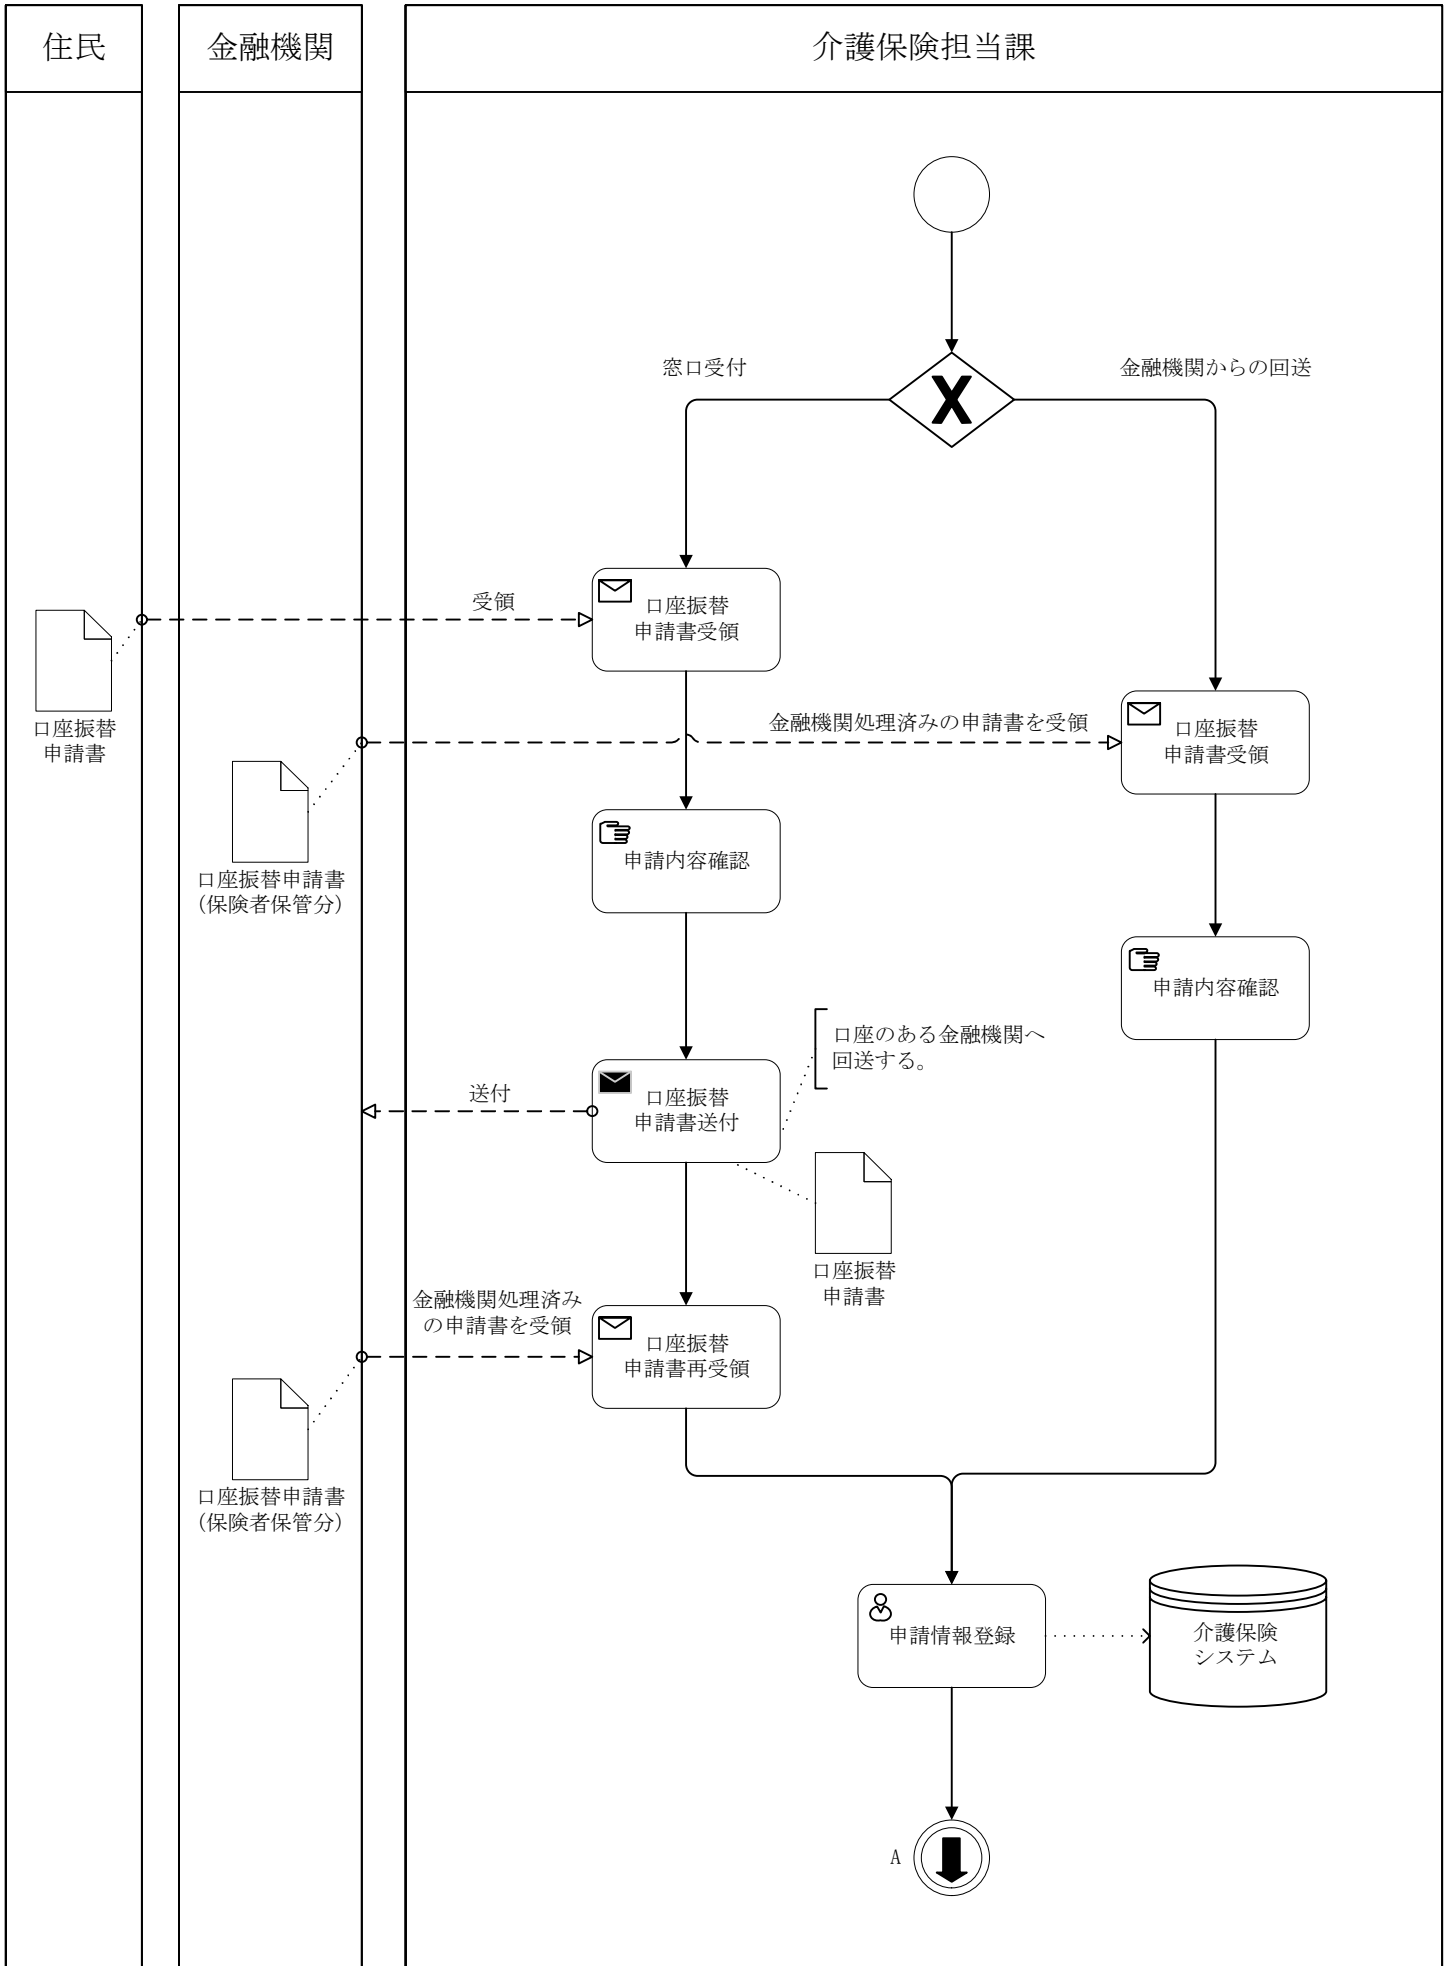 住民
金融機関
介護保険担当課
窓口受付
金融機関からの回送
受領
口座振替
申請書受領
口座振替
申請書
金融機関処理済みの申請書を受領
口座振替
申請書受領
口座振替申請書
(保険者保管分)
申請内容確認
申請内容確認
口座のある金融機関へ
回送する。
送付
口座振替
申請書送付
口座振替
申請書
金融機関処理済み
の申請書を受領
口座振替
申請書再受領
口座振替申請書
(保険者保管分)
申請情報登録
介護保険
システム
A